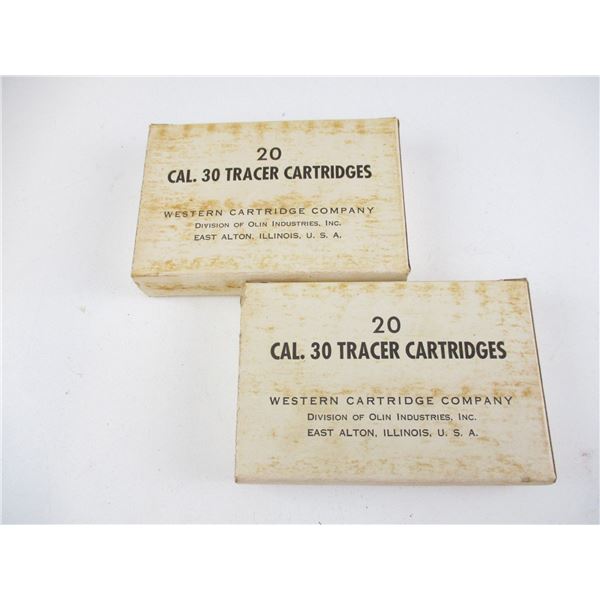 20
CAL. 30 TRACER CARTRIDGES
WESTERN CARTRIDGE COMPANY
DIVISION OF OLIN INDUSTRIES, INC.
EAST ALTON, ILLINOIS, U. S. A.
20
CAL. 30 TRACER CARTRIDGES
WESTERN CARTRIDGE COMPANY
DIVISION OF OLIN INDUSTRIES, INC.
EAST ALTON, ILLINOIS, U. S. A.